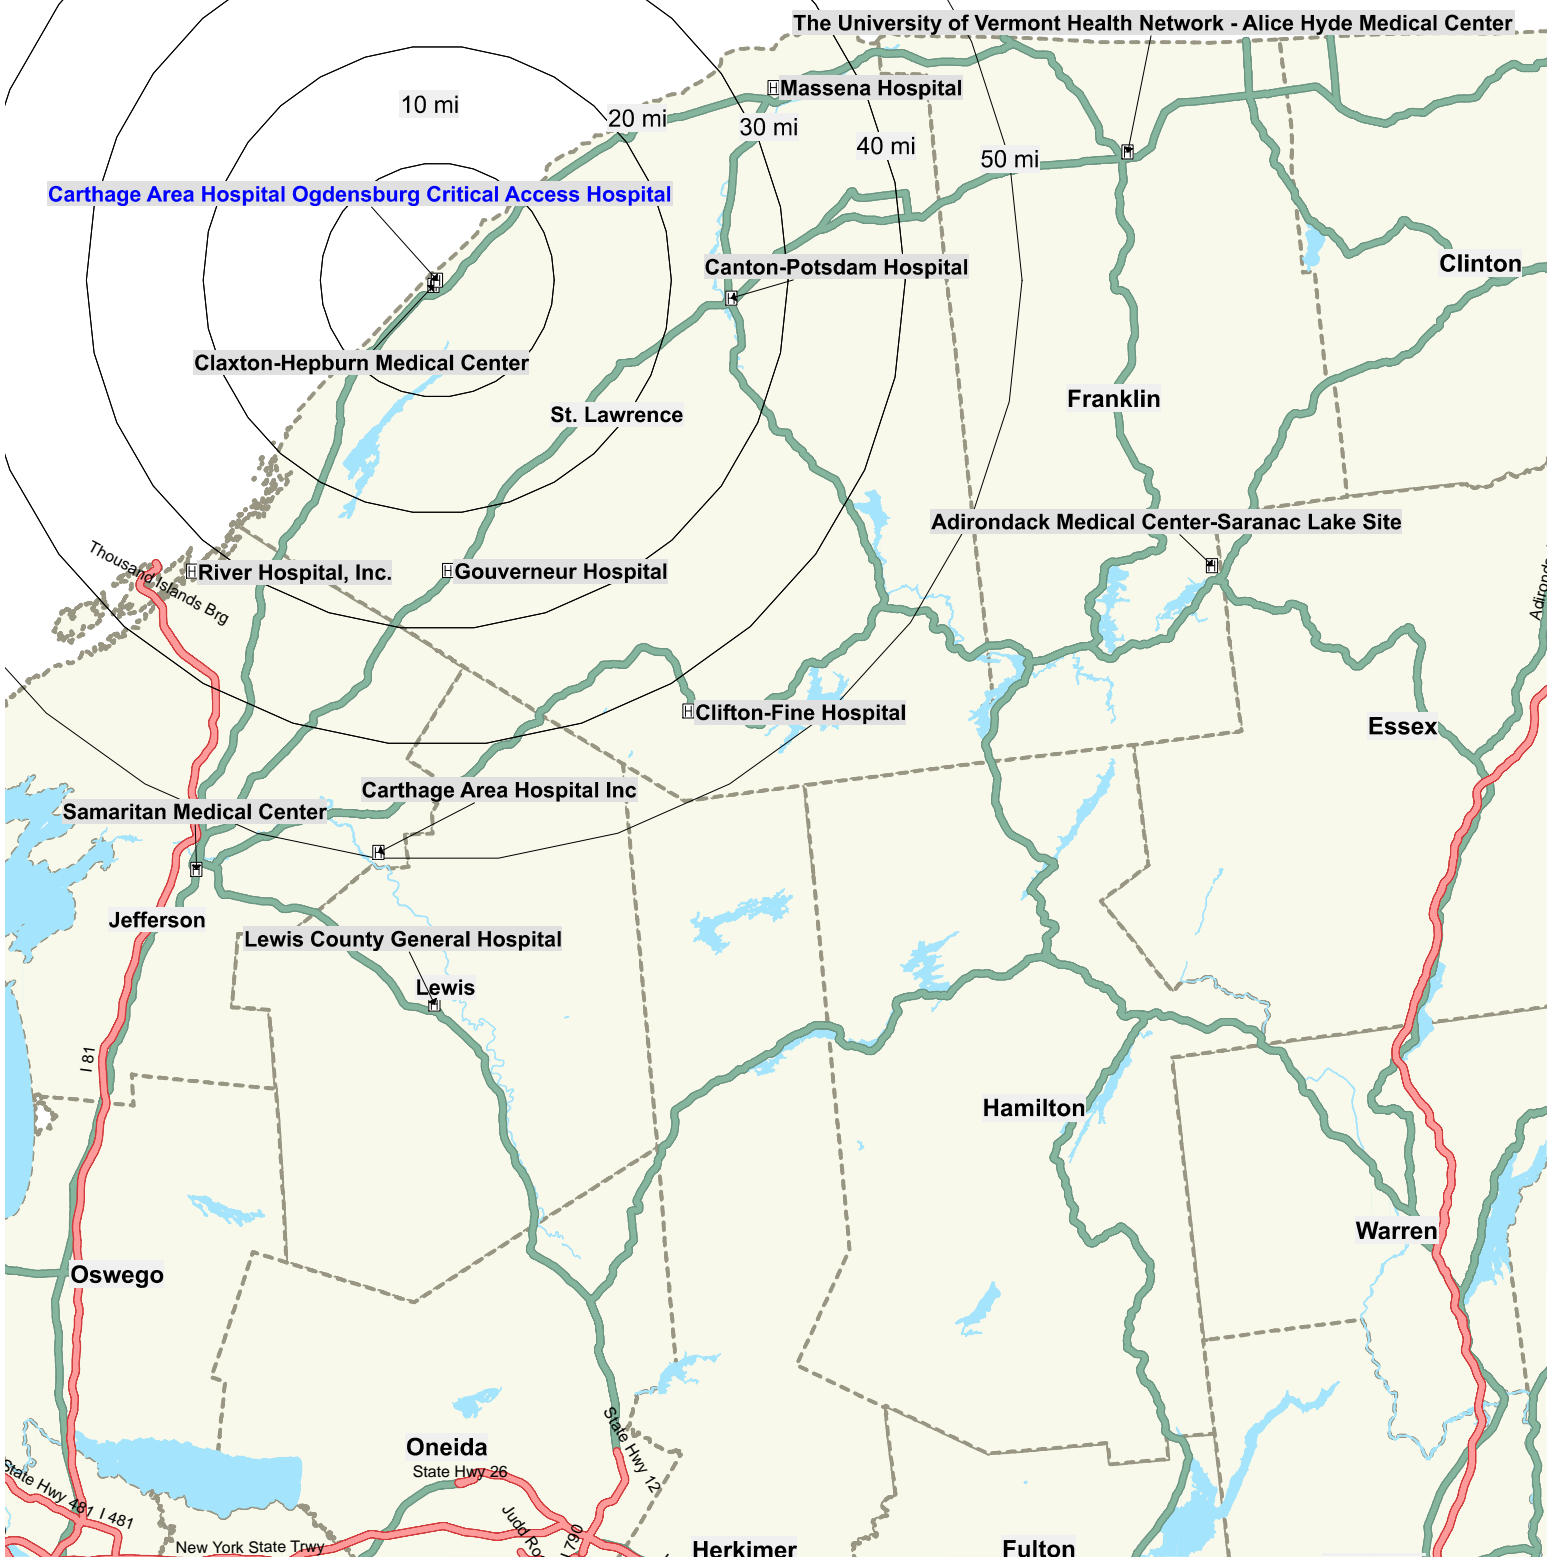 The University of Vermont Health Network - Alice Hyde Medical Center
Massena Hospital
10 mi
20 mi
30 mi
40 mi
50 mi
Carthage Area Hospital Ogdensburg Critical Access Hospital
Canton-Potsdam Hospital
Clinton
Claxton-Hepburn Medical Center
Franklin
St. Lawrence
Adirondack Medical Center-Saranac Lake Site
Thousand Islands Brg
River Hospital, Inc.
Gouverneur Hospital
Clifton-Fine Hospital
Essex
Carthage Area Hospital Inc
Samaritan Medical Center
Jefferson
Lewis County General Hospital
Lewis
I 81
Hamilton
Warren
Oswego
Oneida
State Hwy 26
State Hwy 12
State Hwy 481
I 481
I 790
New York State Trwy
Herkimer
Fulton